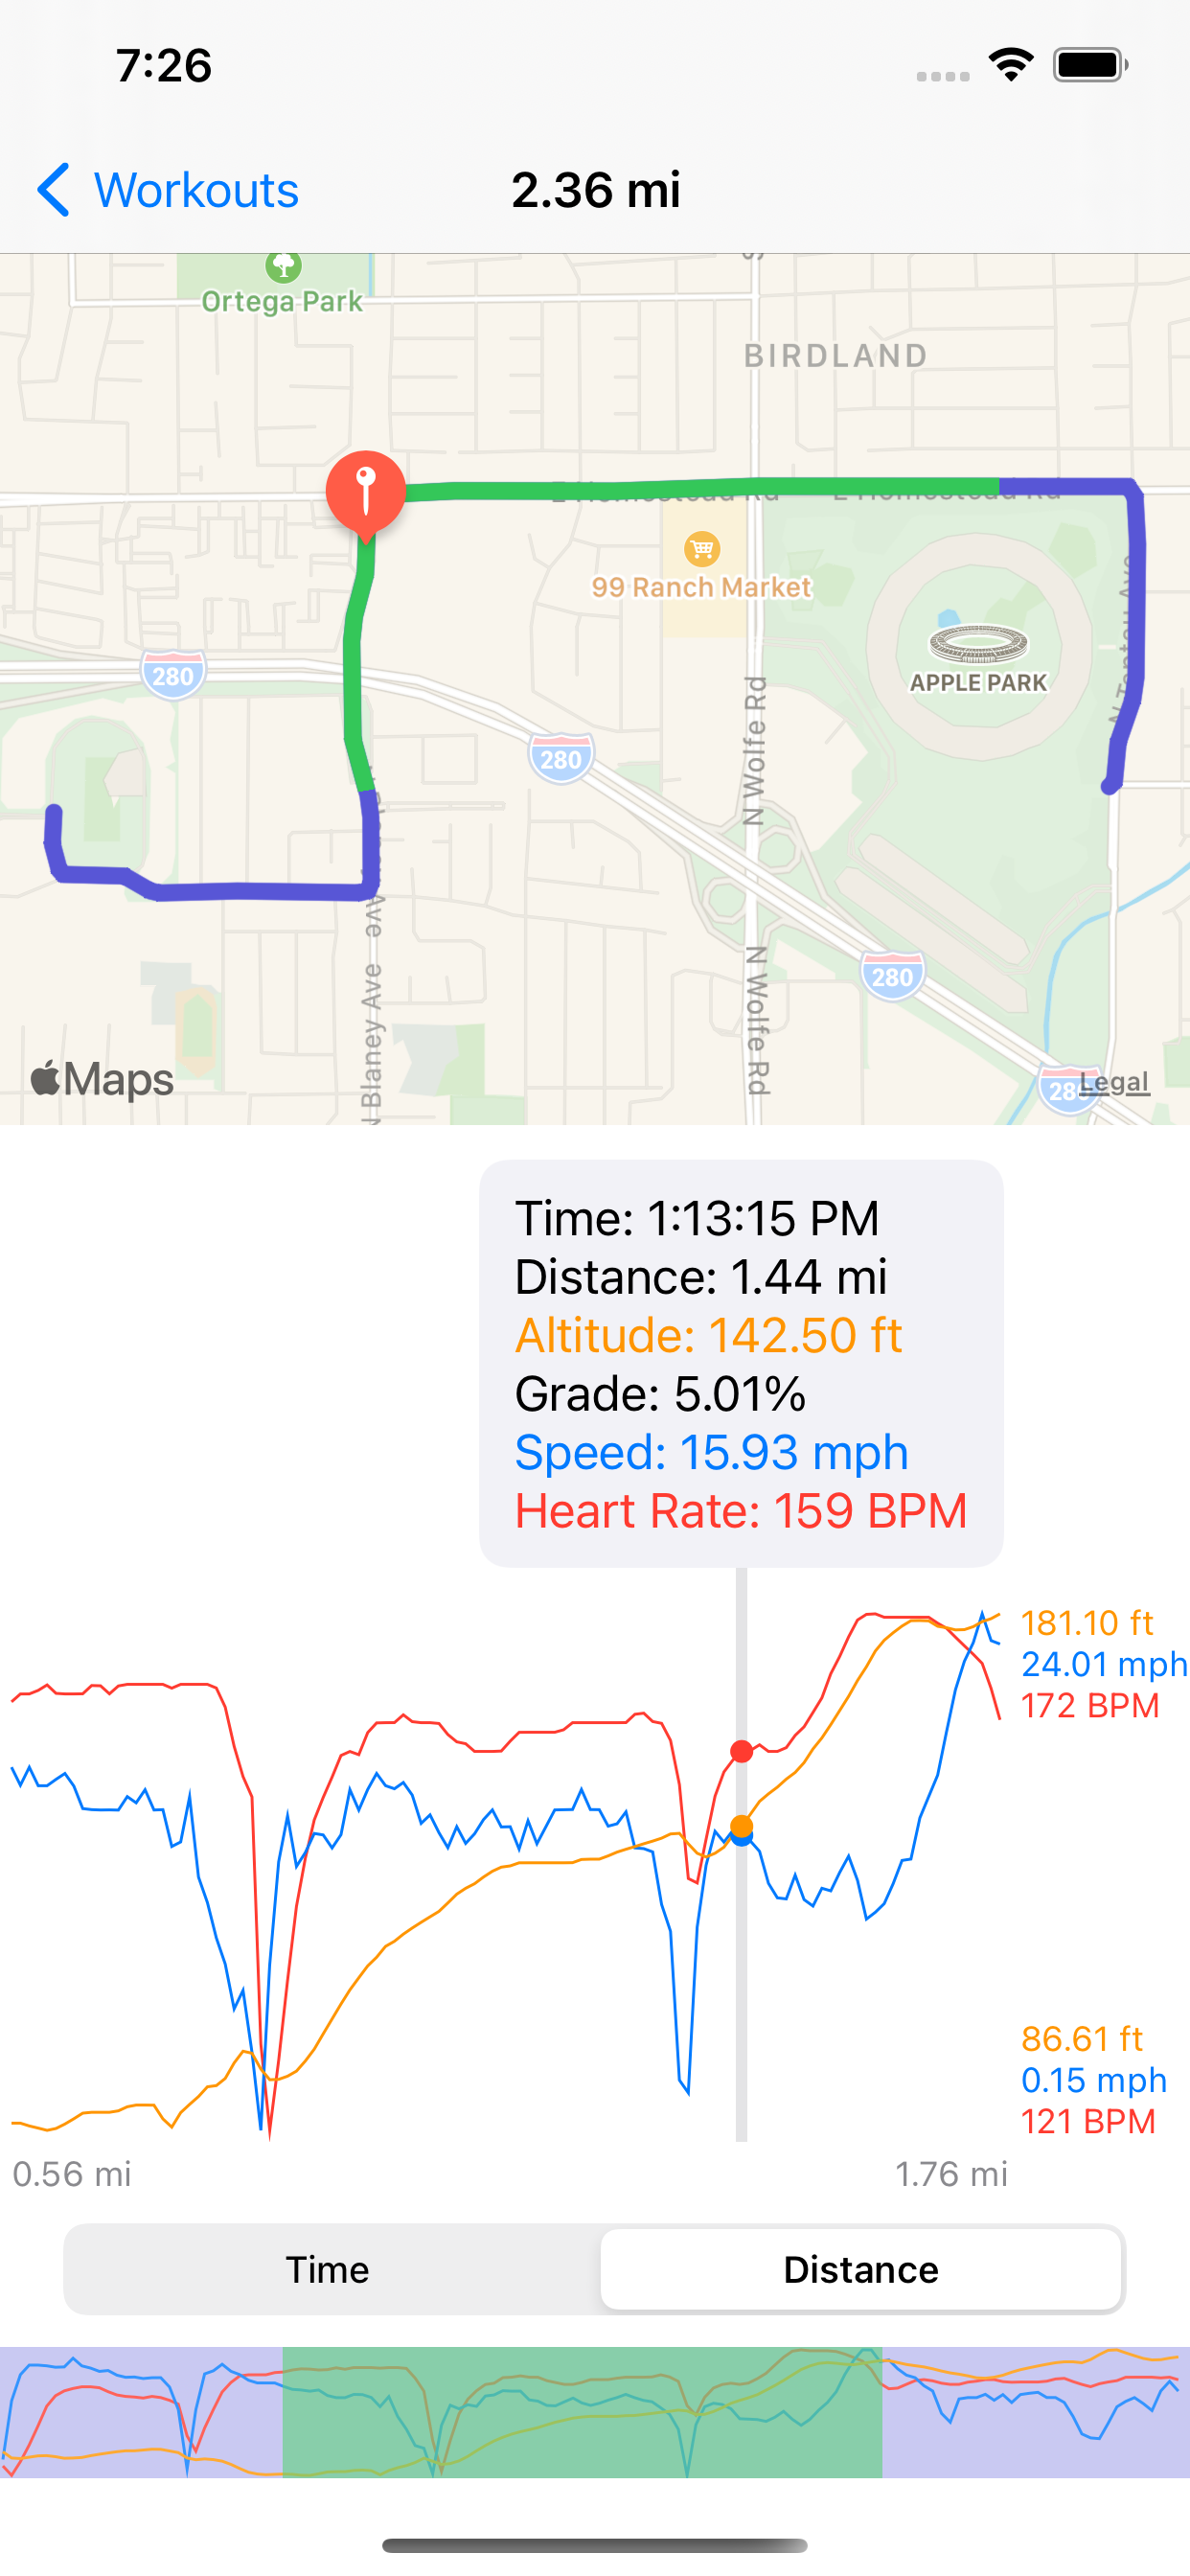 7:26
Workouts
2.36 mi
Ortega Park
BIRDLAND
E Homestead Rd
E Homestead Rd
99 Ranch Market
APPLE PARK
N Tantau Ave
280
280
N Wolfe Rd
N Blaney Ave
N Wolfe Rd
280
280
Maps
Legal
Time: 1:13:15 PM
Distance: 1.44 mi
Altitude: 142.50 ft
Grade: 5.01%
Speed: 15.93 mph
Heart Rate: 159 BPM
181.10 ft
24.01 mph
172 BPM
86.61 ft
0.15 mph
121 BPM
0.56 mi
1.76 mi
Time
Distance